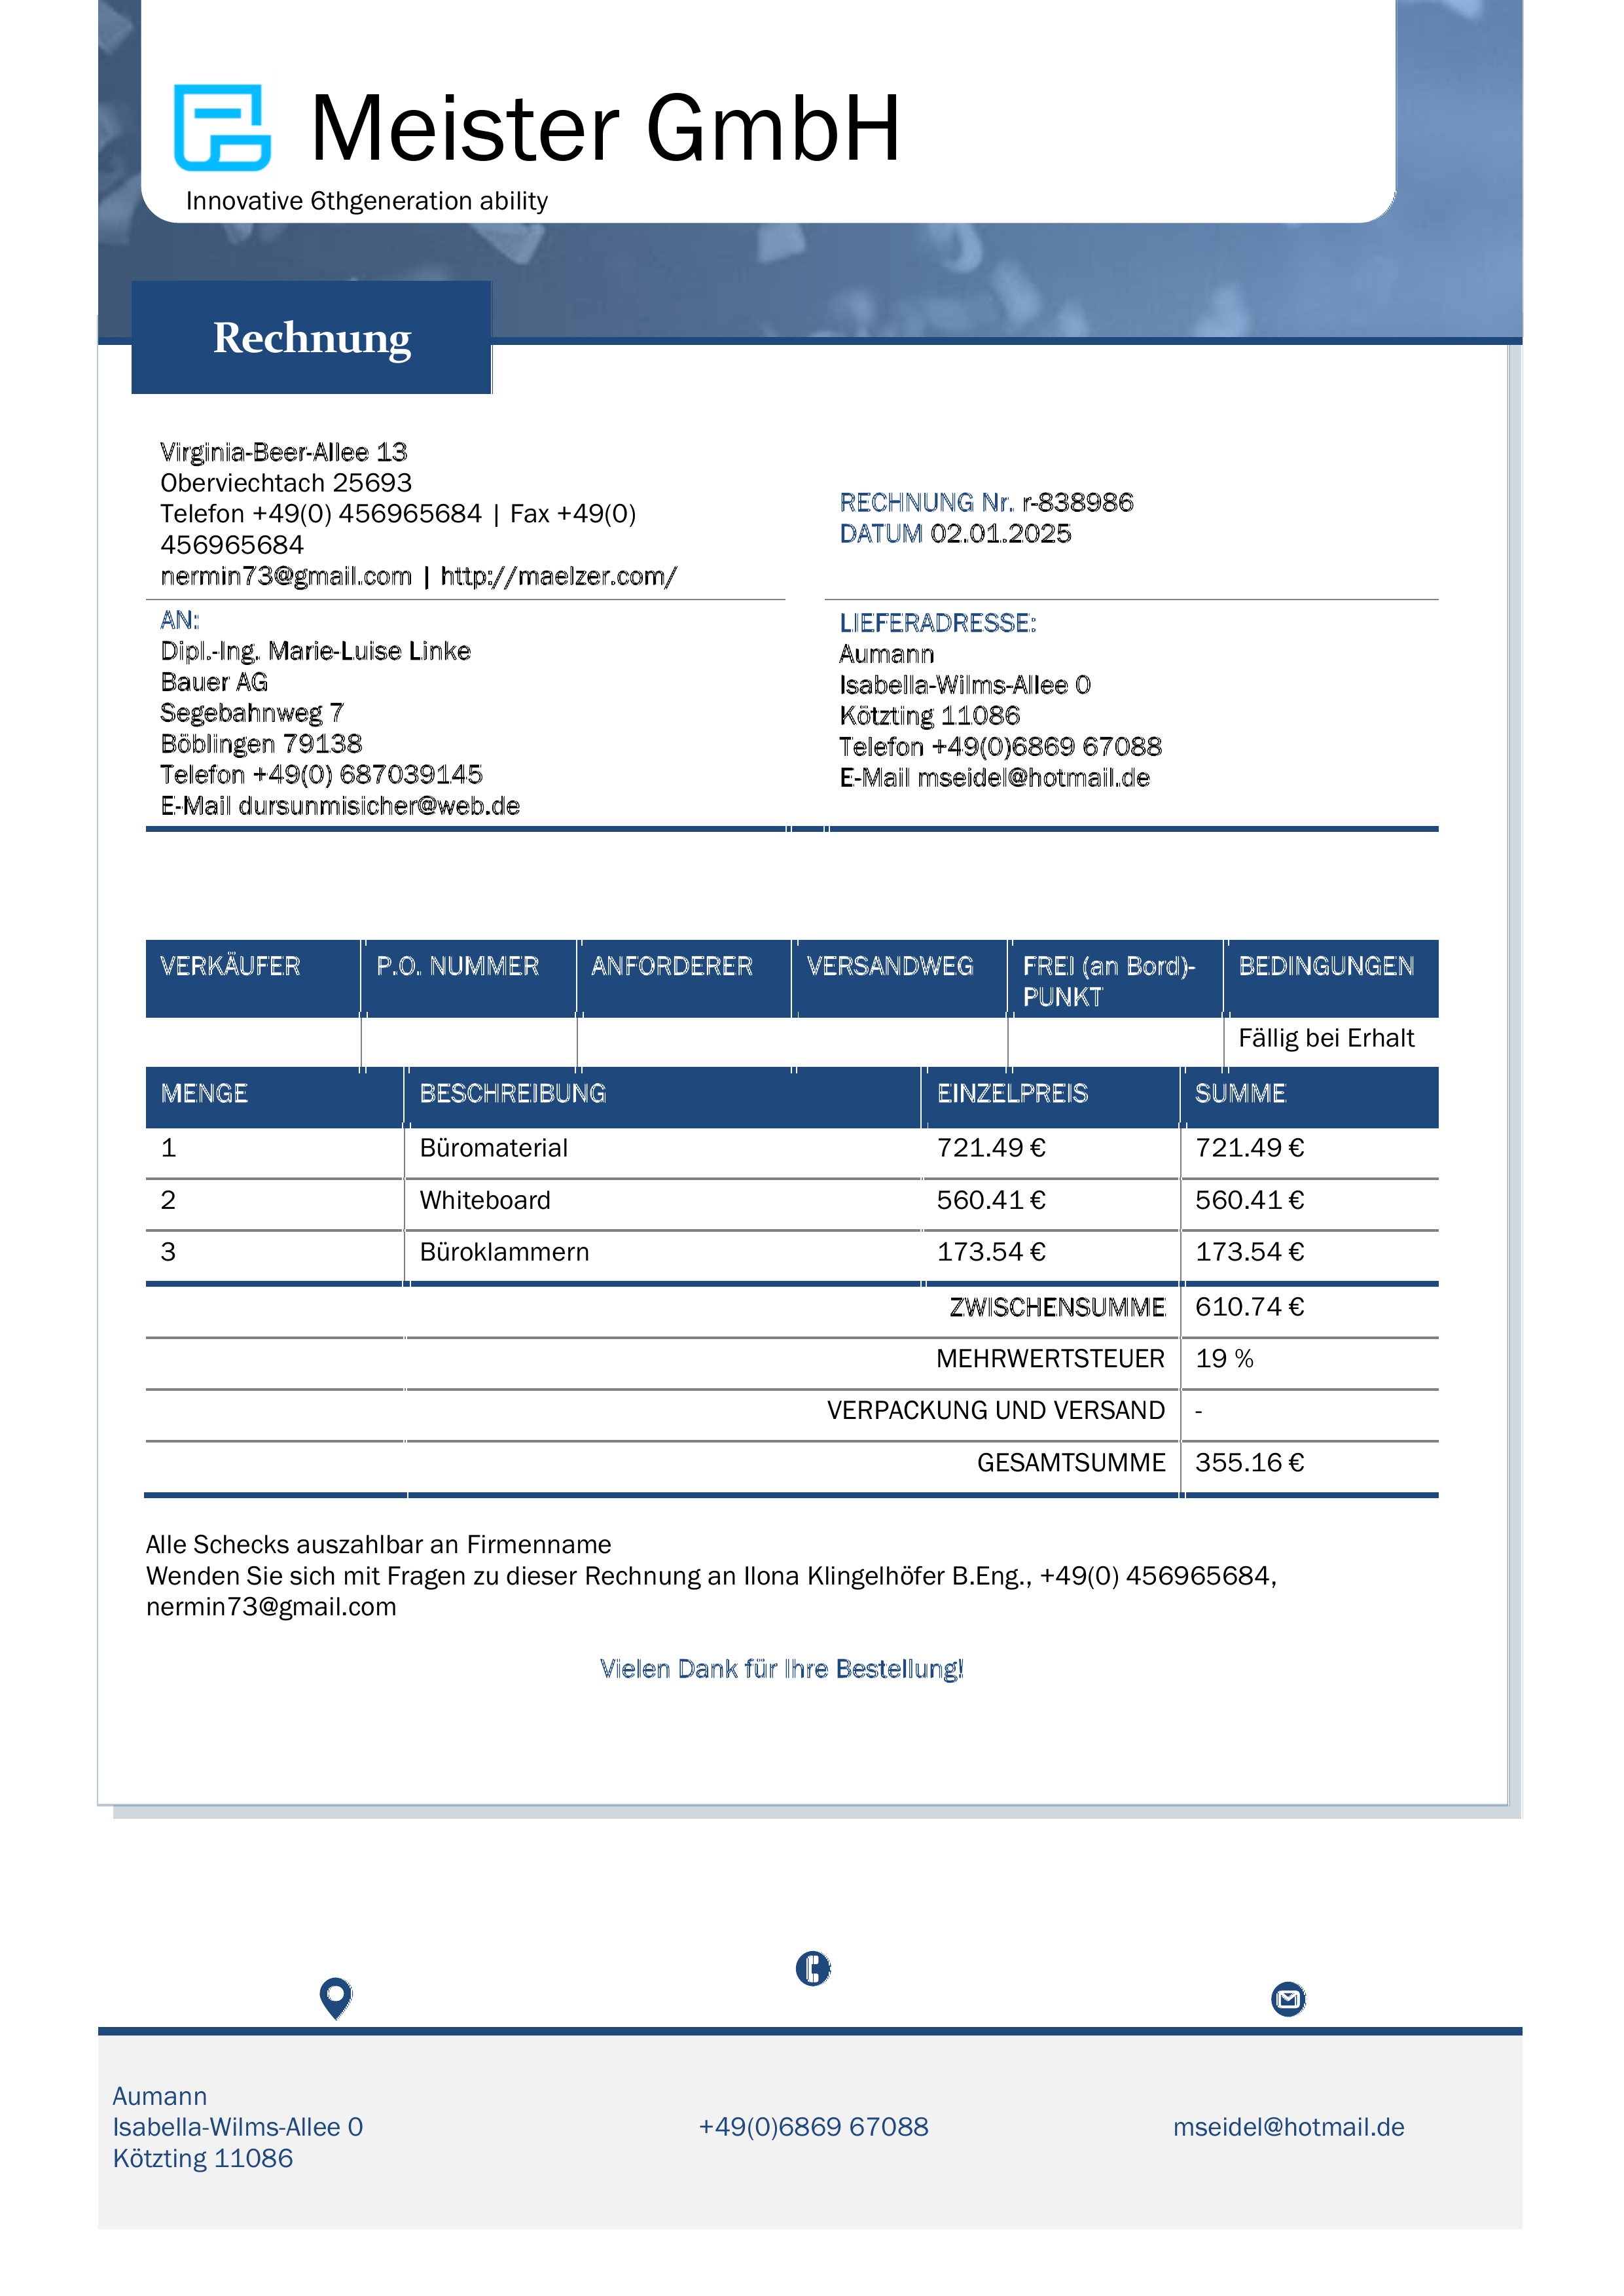 Meister GmbH
Innovative 6thgeneration ability
Rechnung
Virginia-Beer-Allee 13
Oberviechtach 25693
Telefon +49(0) 456965684 | Fax +49(0)
456965684
nermin73@gmail.com | http://maelzer.com/
RECHNUNG Nr. r-838986
DATUM 02.01.2025
AN:
Dipl.-Ing. Marie-Luise Linke
Bauer AG
Segebahnweg 7
Böblingen 79138
Telefon +49(0) 687039145
E-Mail dursunmisicher@web.de
LIEFERADRESSE:
Aumann
Isabella-Wilms-Allee 0
Kötzting 11086
Telefon +49(0)6869 67088
E-Mail mseidel@hotmail.de
VERKÄUFER P.O. NUMMER ANFORDERER VERSANDWEG FREI (an Bord)- BEDINGUNGEN
PUNKT
Fällig bei Erhalt
MENGE BESCHREIBUNG EINZELPREIS SUMME
1 Büromaterial 721.49 € 721.49 €
2 Whiteboard 560.41 € 560.41 €
3 Büroklammern 173.54 € 173.54 €
ZWISCHENSUMME 610.74 €
MEHRWERTSTEUER 19 %
VERPACKUNG UND VERSAND -
GESAMTSUMME 355.16 €
Alle Schecks auszahlbar an Firmenname
Wenden Sie sich mit Fragen zu dieser Rechnung an Ilona Klingelhöfer B.Eng., +49(0) 456965684,
nermin73@gmail.com
Vielen Dank für Ihre Bestellung!
Aumann
Isabella-Wilms-Allee 0
Kötzting 11086
+49(0)6869 67088
mseidel@hotmail.de